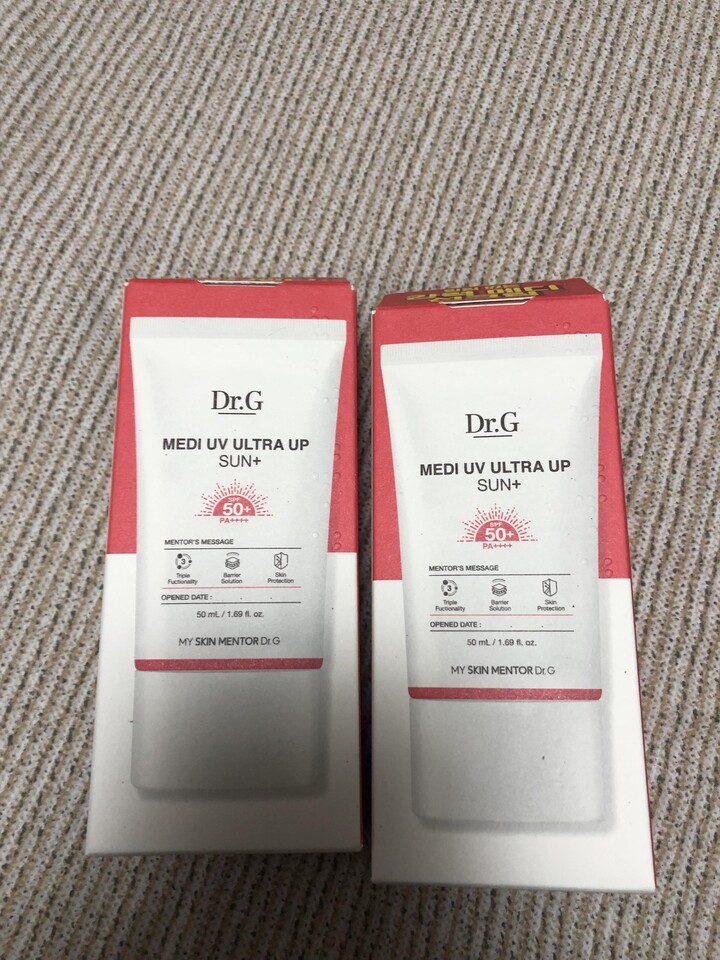 Dr.G
MEDI UV ULTRA UP
SUN+
SPF
50+
PA++++
MENTOR'S MESSAGE
3
Triple
Fuctionality
Barrier
Solution
Skin
Protection
OPENED DATE : . .
50 mL / 1.69 fl. oz.
MY SKIN MENTOR Dr.G
Dr.G
MEDI UV ULTRA UP
SUN+
SPF
50+
PA++++
MENTOR'S MESSAGE
3
Triple
Fuctionality
Barrier
Solution
Skin
Protection
OPENED DATE : . .
50 mL / 1.69 fl. oz.
MY SKIN MENTOR Dr.G